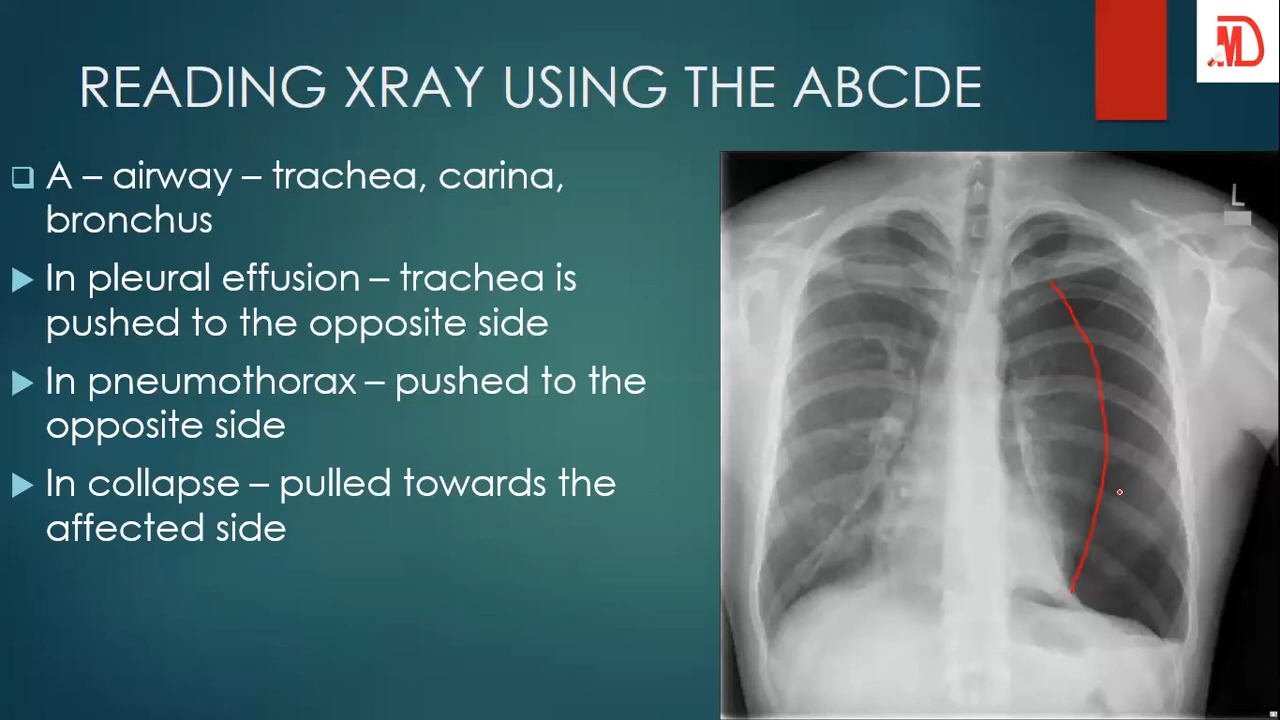 READING XRAY USING THE ABCDE
A – airway – trachea, carina,
bronchus
In pleural effusion – trachea is
pushed to the opposite side
In pneumothorax – pushed to the
opposite side
In collapse – pulled towards the
affected side
L
MD